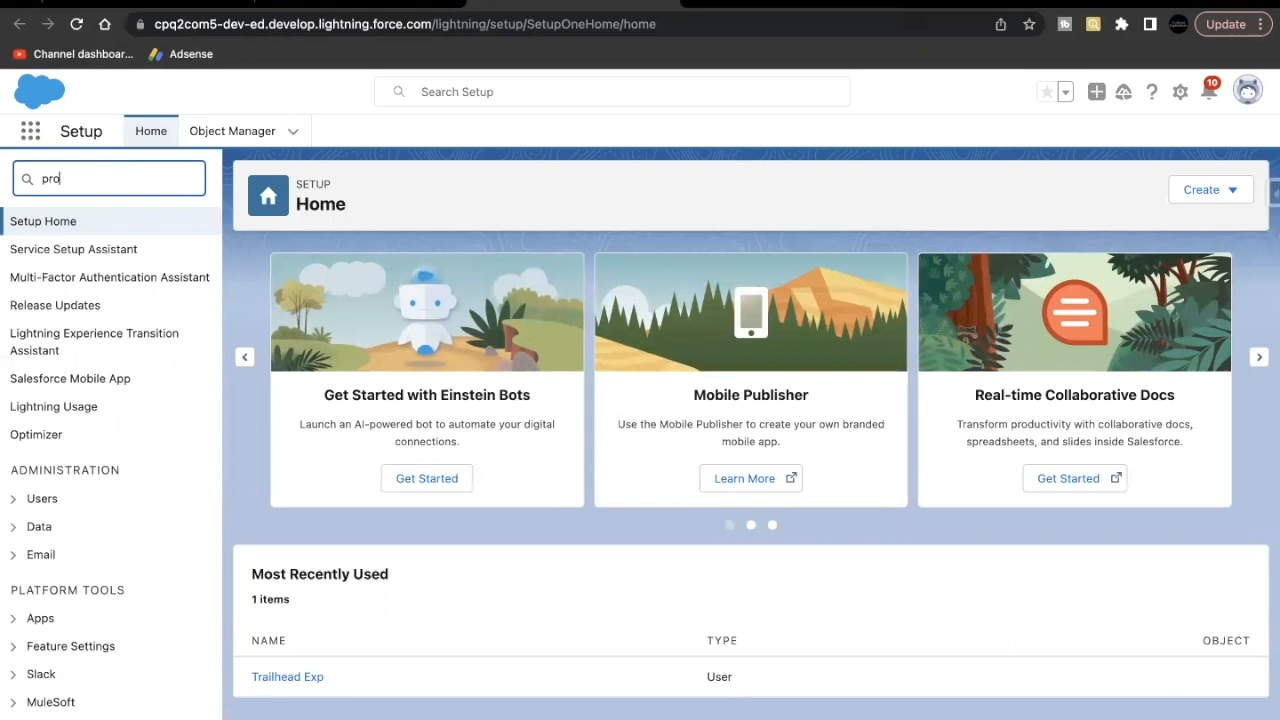 cpq2com5-dev-ed.develop.lightning.force.com/lightning/setup/SetupOneHome/home
Update
Channel dashboar...
Adsense
Search Setup
10
Setup
Home
Object Manager
pro
Setup Home
Service Setup Assistant
Multi-Factor Authentication Assistant
Release Updates
Lightning Experience Transition
Assistant
Salesforce Mobile App
Lightning Usage
Optimizer
ADMINISTRATION
Users
Data
Email
PLATFORM TOOLS
Apps
Feature Settings
Slack
MuleSoft
SETUP
Home
Create
Get Started with Einstein Bots
Launch an AI-powered bot to automate your digital
connections.
Get Started
Mobile Publisher
Use the Mobile Publisher to create your own branded
mobile app.
Learn More
Real-time Collaborative Docs
Transform productivity with collaborative docs,
spreadsheets, and slides inside Salesforce.
Get Started
Most Recently Used
1 items
NAME
TYPE
OBJECT
Trailhead Exp
User